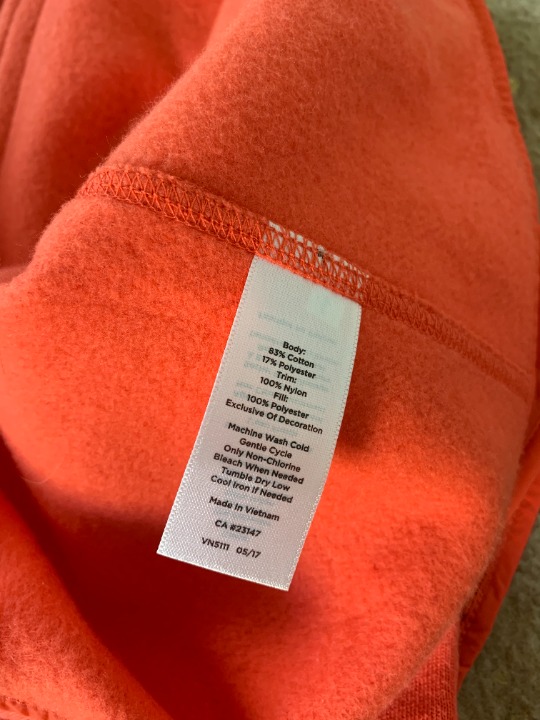 Body:
83% Cotton
17% Polyester
Trim:
100% Nylon
Fill:
100% Polyester
Exclusive Of Decoration
Machine Wash Cold
Gentle Cycle
Only Non-Chlorine
Bleach When Needed
Tumble Dry Low
Cool Iron If Needed
Made In Vietnam
CA #23147
VN5111 05/17